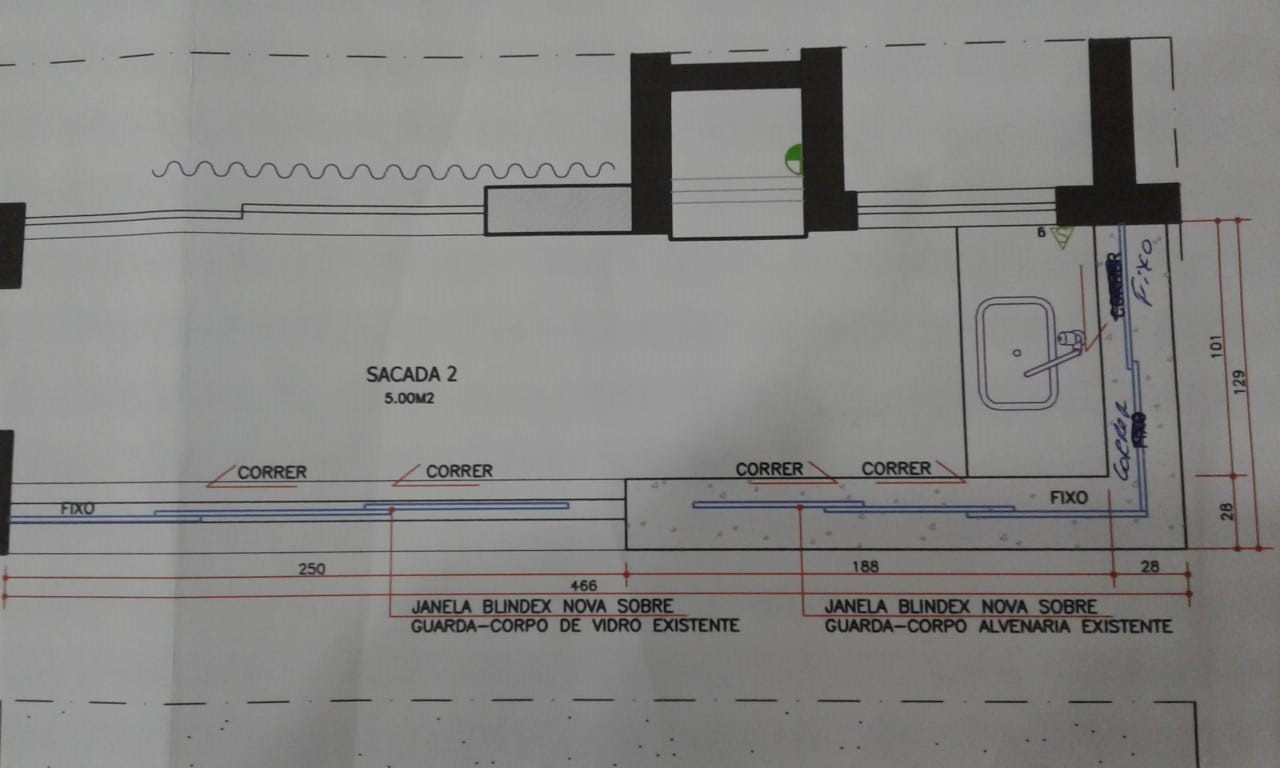 6
CORRER
Fixo
SACADA 2
5.00M2
101
129
Correr
FIXO
CORRER
CORRER
CORRER
CORRER
FIXO
FIXO
28
250
188
28
466
JANELA BLINDEX NOVA SOBRE
GUARDA-CORPO DE VIDRO EXISTENTE
JANELA BLINDEX NOVA SOBRE
GUARDA-CORPO ALVENARIA EXISTENTE